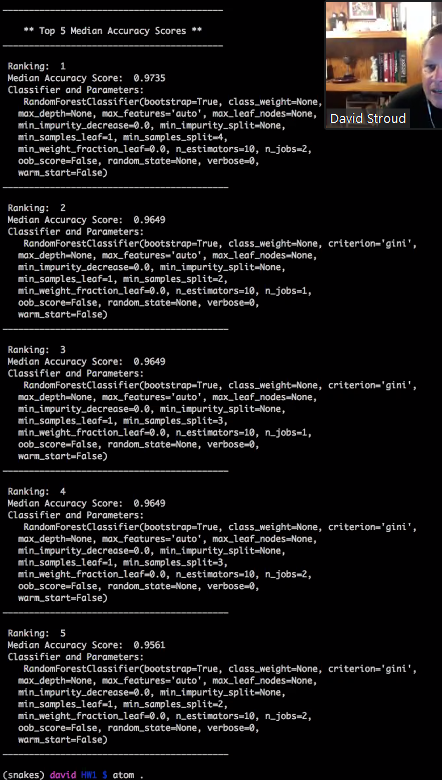 ** Top 5 Median Accuracy Scores **
Ranking:  1
Median Accuracy Score:  0.9735
Classifier and Parameters:
RandomForestClassifier(bootstrap=True, class_weight=None,
max_depth=None, max_features='auto', max_leaf_nodes=None,
min_impurity_decrease=0.0, min_impurity_split=None,
min_samples_leaf=1, min_samples_split=4,
min_weight_fraction_leaf=0.0, n_estimators=10, n_jobs=2,
oob_score=False, random_state=None, verbose=0,
warm_start=False)
David Stroud
Ranking:  2
Median Accuracy Score:  0.9649
Classifier and Parameters:
RandomForestClassifier(bootstrap=True, class_weight=None, criterion='gini',
max_depth=None, max_features='auto', max_leaf_nodes=None,
min_impurity_decrease=0.0, min_impurity_split=None,
min_samples_leaf=1, min_samples_split=2,
min_weight_fraction_leaf=0.0, n_estimators=10, n_jobs=1,
oob_score=False, random_state=None, verbose=0,
warm_start=False)
Ranking:  3
Median Accuracy Score:  0.9649
Classifier and Parameters:
RandomForestClassifier(bootstrap=True, class_weight=None, criterion='gini',
max_depth=None, max_features='auto', max_leaf_nodes=None,
min_impurity_decrease=0.0, min_impurity_split=None,
min_samples_leaf=1, min_samples_split=3,
min_weight_fraction_leaf=0.0, n_estimators=10, n_jobs=1,
oob_score=False, random_state=None, verbose=0,
warm_start=False)
Ranking:  4
Median Accuracy Score:  0.9649
Classifier and Parameters:
RandomForestClassifier(bootstrap=True, class_weight=None, criterion='gini',
max_depth=None, max_features='auto', max_leaf_nodes=None,
min_impurity_decrease=0.0, min_impurity_split=None,
min_samples_leaf=1, min_samples_split=3,
min_weight_fraction_leaf=0.0, n_estimators=10, n_jobs=2,
oob_score=False, random_state=None, verbose=0,
warm_start=False)
Ranking:  5
Median Accuracy Score:  0.9561
Classifier and Parameters:
RandomForestClassifier(bootstrap=True, class_weight=None, criterion='gini',
max_depth=None, max_features='auto', max_leaf_nodes=None,
min_impurity_decrease=0.0, min_impurity_split=None,
min_samples_leaf=1, min_samples_split=2,
min_weight_fraction_leaf=0.0, n_estimators=10, n_jobs=2,
oob_score=False, random_state=None, verbose=0,
warm_start=False)
(snakes) david HW1 $ atom .